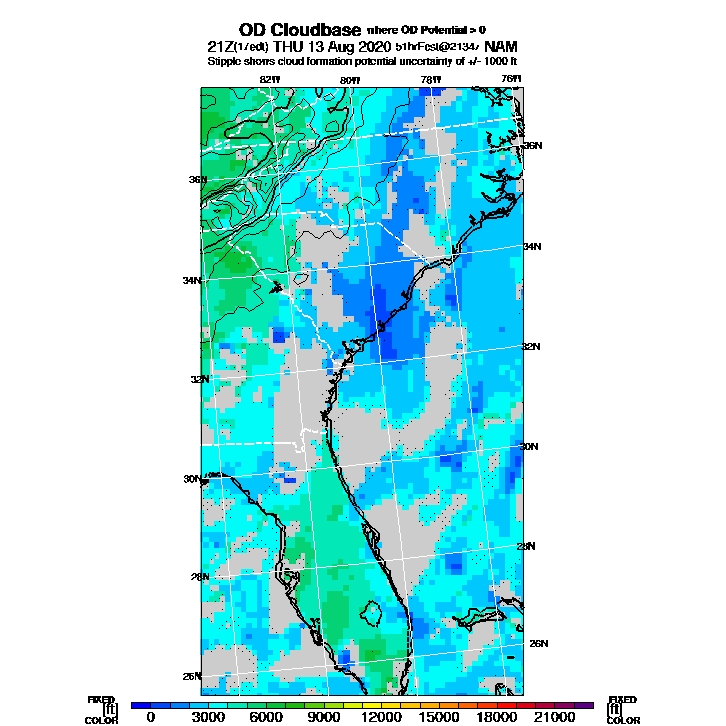 OD Cloudbase where OD Potential > 0
21Z(17edt) THU 13 Aug 2020 51hrFcst@2134z NAM
Stipple shows cloud formation potential uncertainty of +/- 1000 ft
82W 80W 78W 76W
36N
36N
34N
34N
32N
32N
30N
30N
28N
28N
26N
26N
FIXED FIXED
[ft] [ft]
COLOR COLOR
0 3000 6000 9000 12000 15000 18000 21000